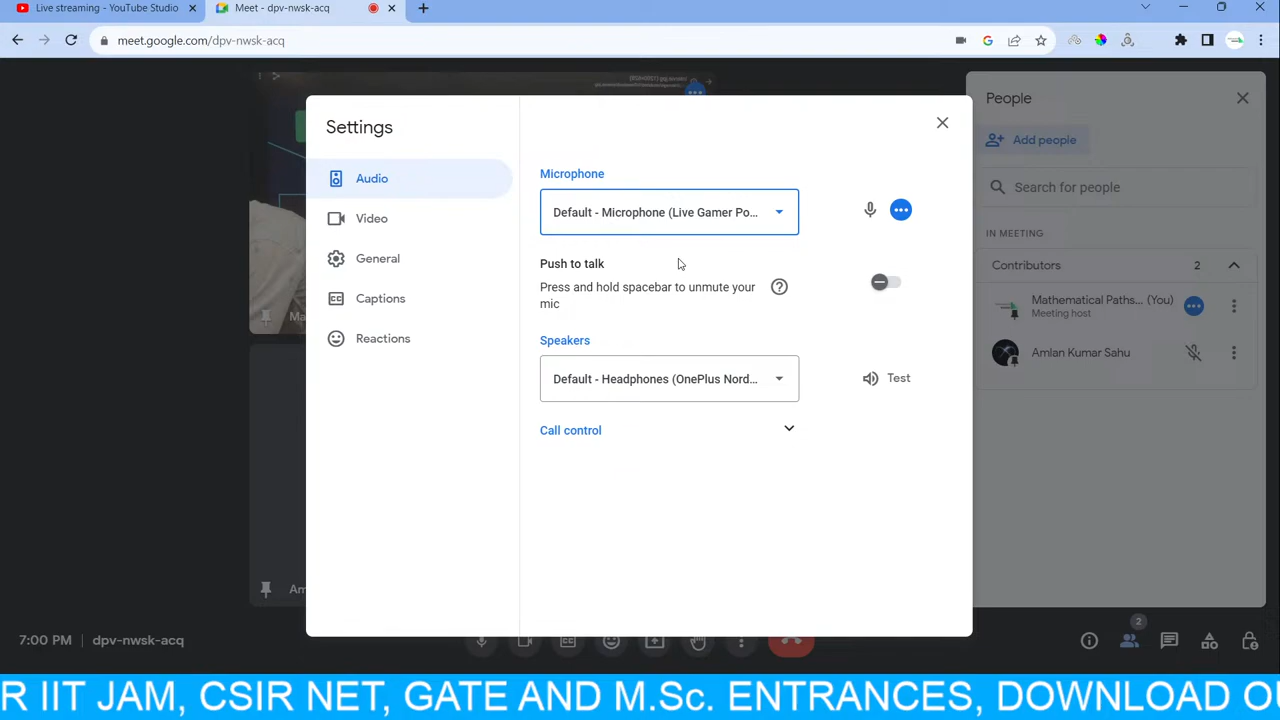 Live streaming - YouTube Studio
Meet - dpv-nwsk-acq
meet.google.com/dpv-nwsk-acq
Settings
Audio
Video
General
Captions
Reactions
Microphone
Default - Microphone (Live Gamer Po...
Push to talk
Press and hold spacebar to unmute your
mic
Speakers
Default - Headphones (OnePlus Nord...
Test
Call control
People
Add people
Search for people
IN MEETING
Contributors 2
Mathematical Paths... (You)
Meeting host
Amlan Kumar Sahu
Ma
Am
7:00 PM dpv-nwsk-acq
2
R IIT JAM, CSIR NET, GATE AND M.Sc. ENTRANCES, DOWNLOAD OU